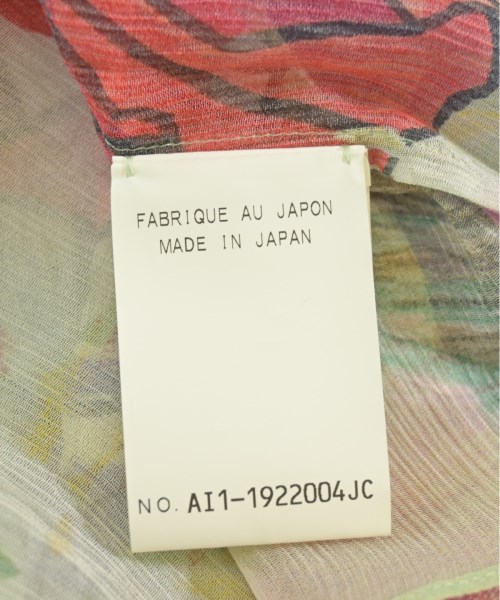 FABRIQUE AU JAPON
MADE IN JAPAN
NO. AI1-1922004JC